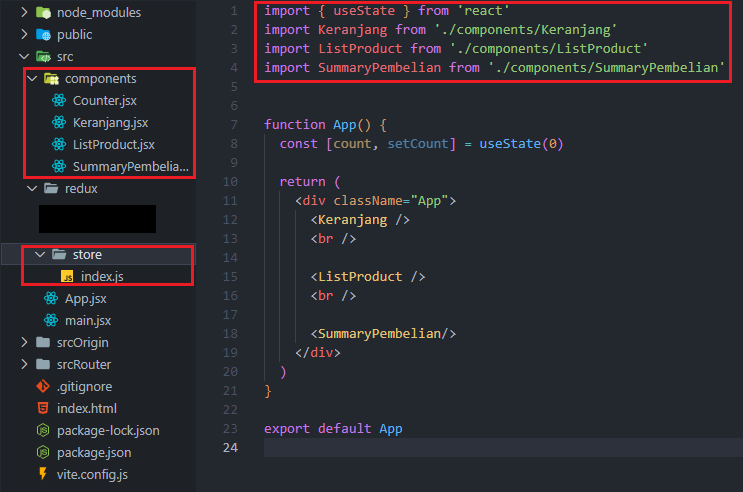 node_modules
public
src
components
Counter.jsx
Keranjang.jsx
ListProduct.jsx
SummaryPembelia...
redux
store
JS index.js
App.jsx
main.jsx
srcOrigin
srcRouter
.gitignore
index.html
package-lock.json
package.json
vite.config.js
1 import { useState } from 'react'
2 import Keranjang from './components/Keranjang'
3 import ListProduct from './components/ListProduct'
4 import SummaryPembelian from './components/SummaryPembelian'
5
6
7 function App() {
8 const [count, setCount] = useState(0)
9
10 return (
11 <div className="App">
12 <Keranjang />
13 <br />
14
15 <ListProduct />
16 <br />
17
18 <SummaryPembelian/>
19 </div>
20 )
21 }
22
23 export default App
24